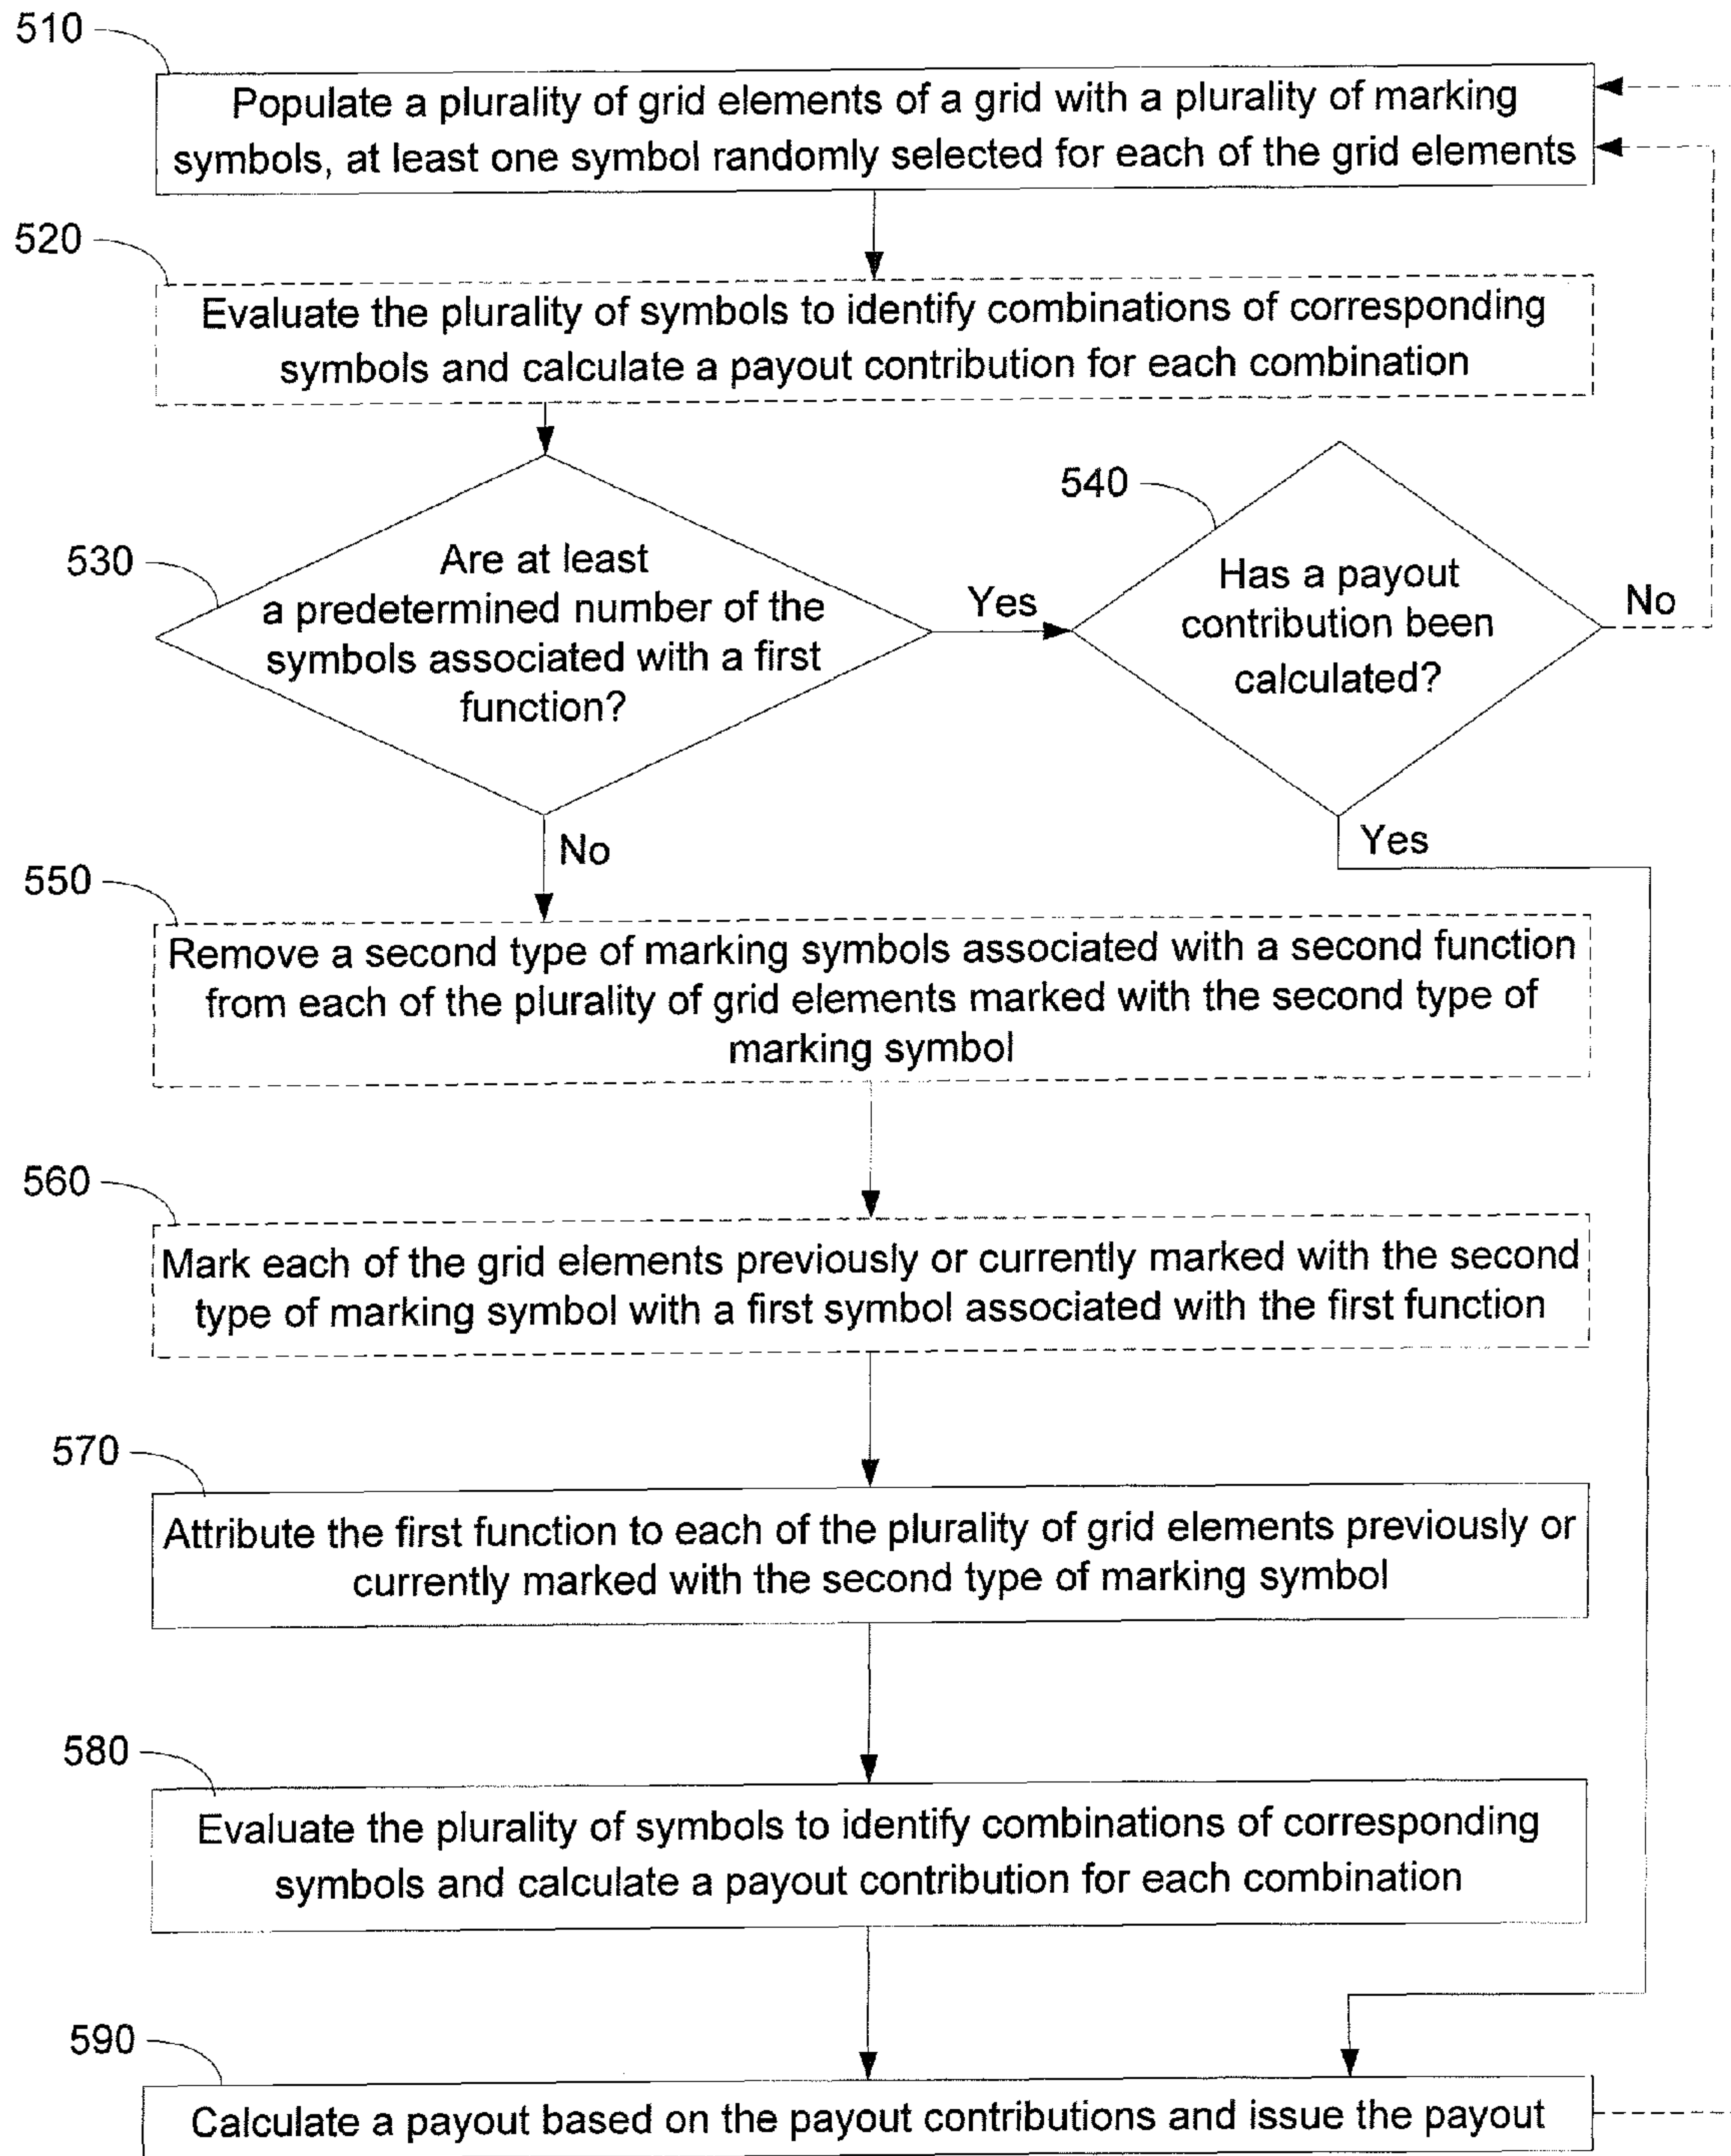 510
Populate a plurality of grid elements of a grid with a plurality of marking
symbols, at least one symbol randomly selected for each of the grid elements
520
Evaluate the plurality of symbols to identify combinations of corresponding
symbols and calculate a payout contribution for each combination
530
Are at least
a predetermined number of the
symbols associated with a first
function?
Yes
540
Has a payout
contribution been
calculated?
No
No
Yes
550
Remove a second type of marking symbols associated with a second function
from each of the plurality of grid elements marked with the second type of
marking symbol
560
Mark each of the grid elements previously or currently marked with the second
type of marking symbol with a first symbol associated with the first function
570
Attribute the first function to each of the plurality of grid elements previously or
currently marked with the second type of marking symbol
580
Evaluate the plurality of symbols to identify combinations of corresponding
symbols and calculate a payout contribution for each combination
590
Calculate a payout based on the payout contributions and issue the payout